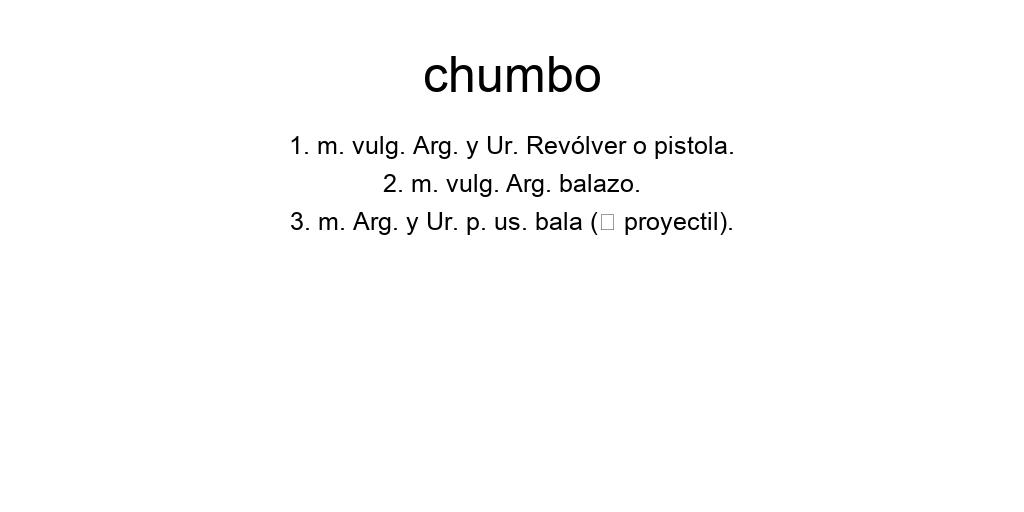 chumbo
1. m. vulg. Arg. y Ur. Revólver o pistola.
2. m. vulg. Arg. balazo.
3. m. Arg. y Ur. p. us. bala (□ proyectil).